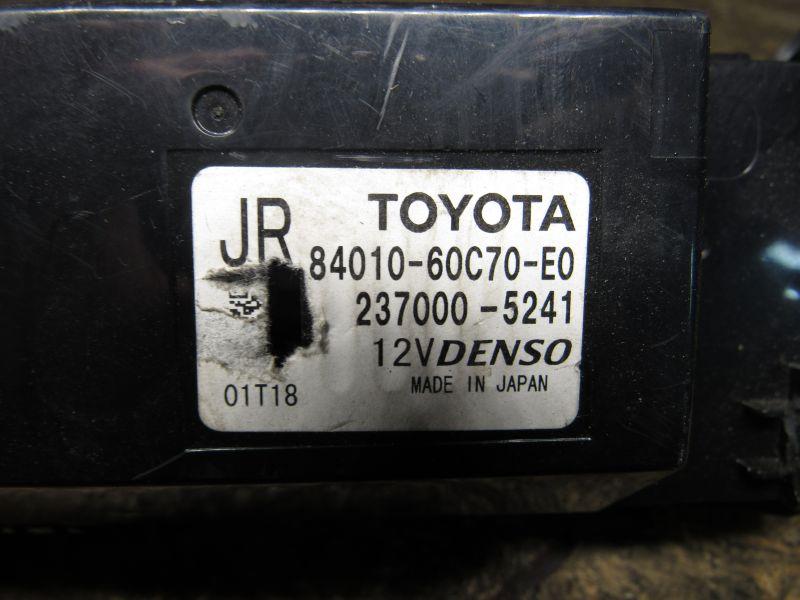 JR TOYOTA
84010-60C70-E0
237000-5241
12V DENSO
01T18 MADE IN JAPAN